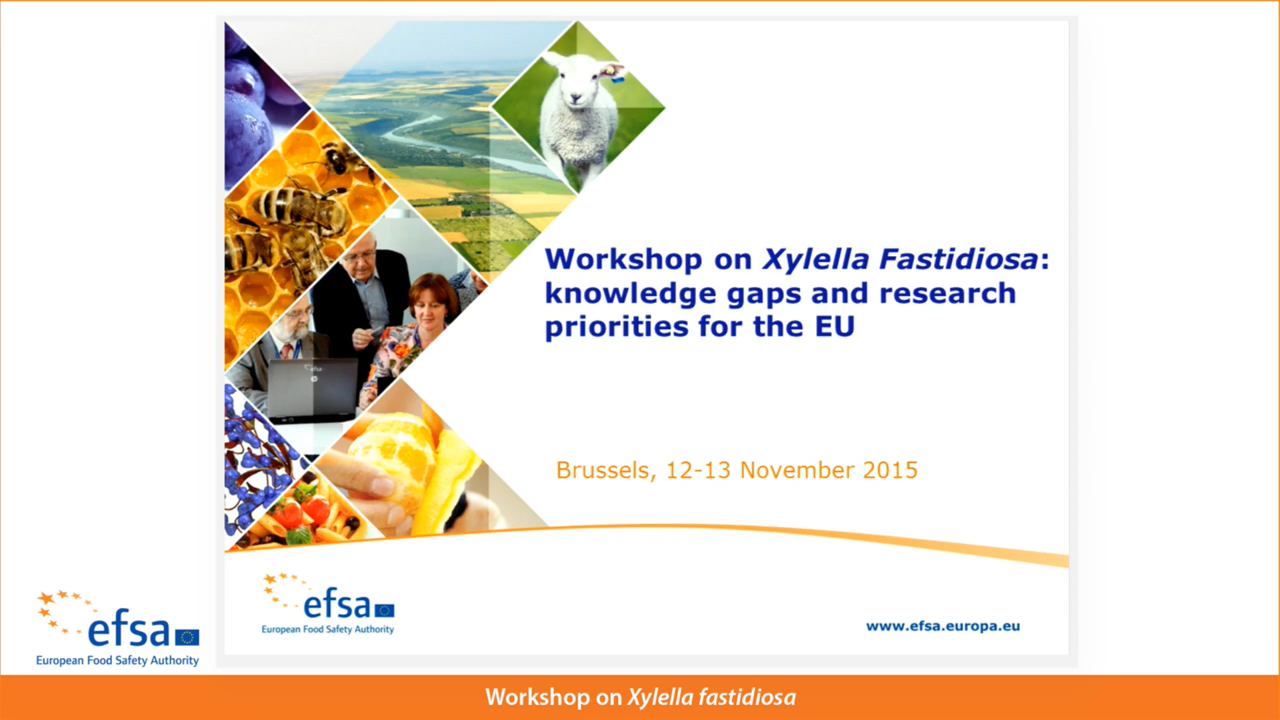 Workshop on Xylella Fastidiosa:
knowledge gaps and research
priorities for the EU
Brussels, 12-13 November 2015
efsa
European Food Safety Authority
www.efsa.europa.eu
efsa
European Food Safety Authority
Workshop on Xylella fastidiosa